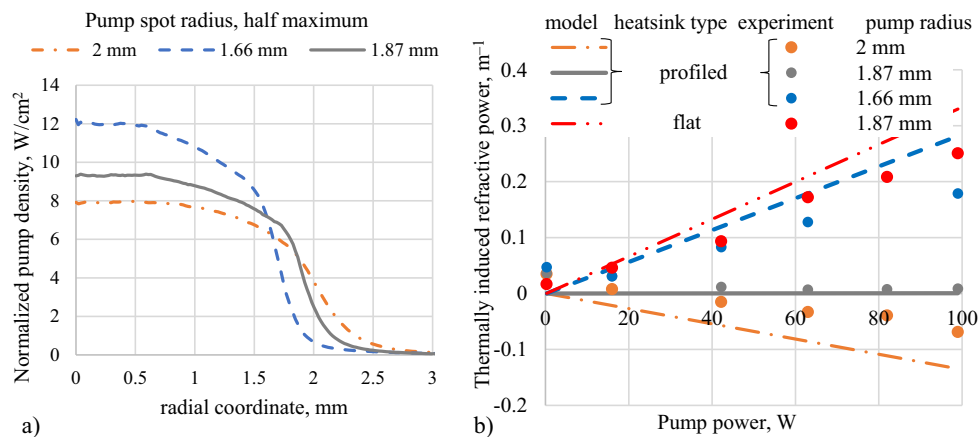 Pump spot radius, half maximum
2 mm 1.66 mm 1.87 mm
Normalized pump density, W/cm²
14
12
10
8
6
4
2
0
0 0.5 1 1.5 2 2.5 3
radial coordinate, mm
a)
model heatsink type experiment pump radius
2 mm
profiled 1.87 mm
1.66 mm
flat 1.87 mm
Thermally induced refractive power, m⁻¹
0.4
0.3
0.2
0.1
0
-0.1
-0.2
0 20 40 60 80 100
Pump power, W
b)